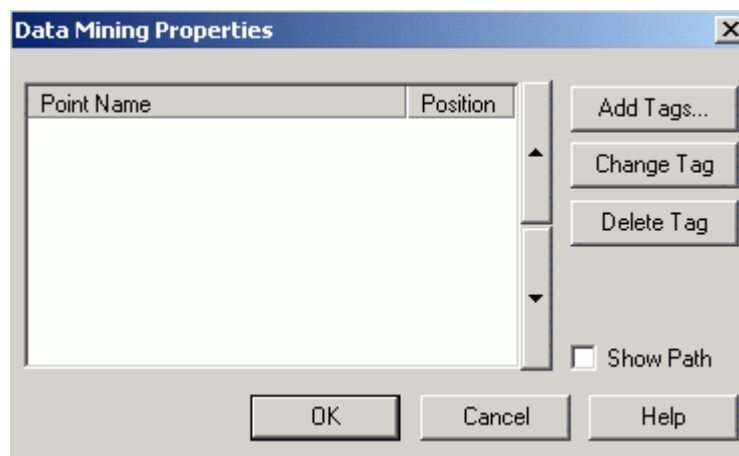 Data Mining Properties
Point Name Position
Add Tags...
Change Tag
Delete Tag
Show Path
OK Cancel Help